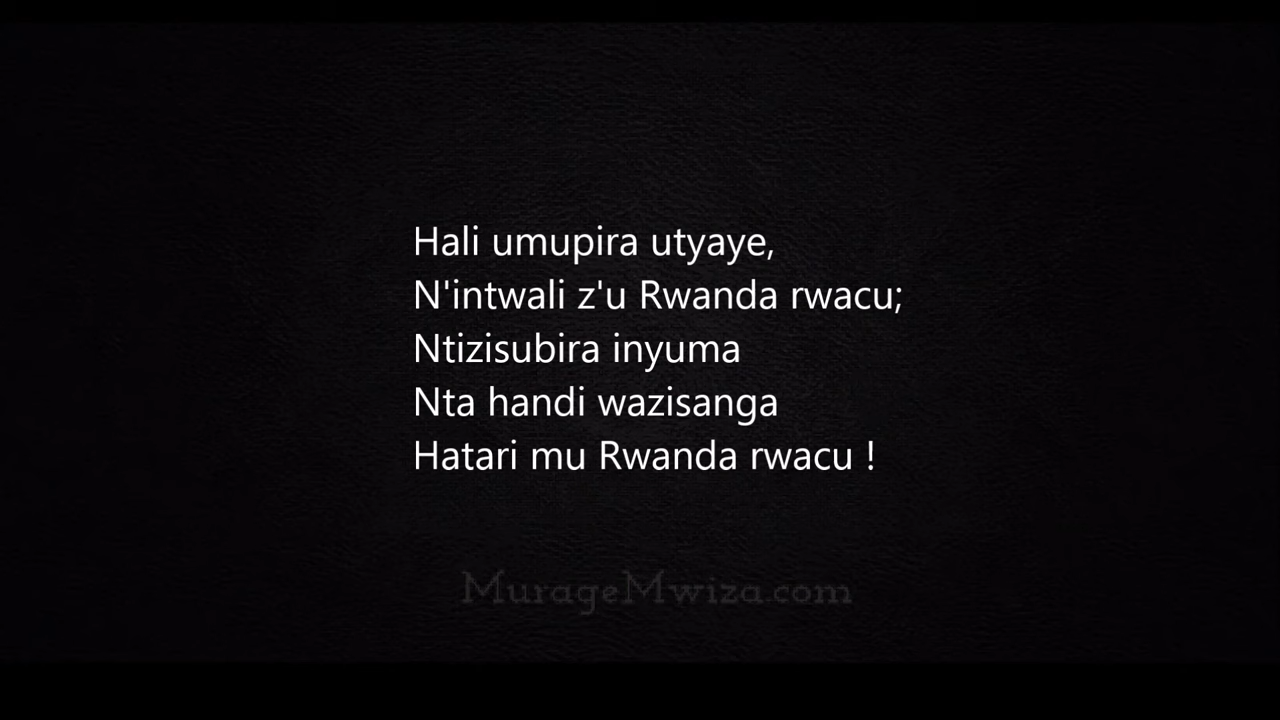 Hali umupira utyaye,
N'intwali z'u Rwanda rwacu;
Ntizisubira inyuma
Nta handi wazisanga
Hatari mu Rwanda rwacu !
MurageMwiza.com